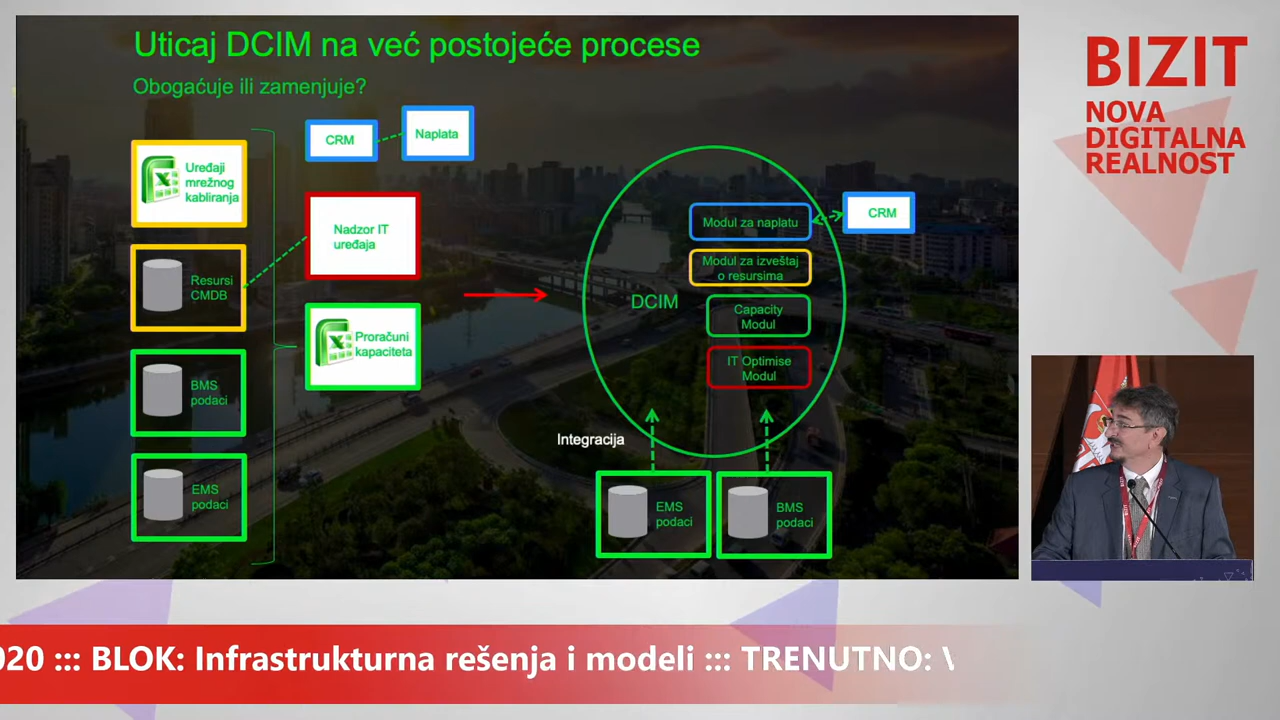 Uticaj DCIM na već postojeće procese
Obogaćuje ili zamenjuje?
Uređaji
mrežnog
kabliranja
Resursi
CMDB
BMS
podaci
EMS
podaci
CRM
Naplata
Nadzor IT
uređaja
Proračuni
kapaciteta
DCIM
Modul za naplatu
Modul za izveštaj
o resursima
Capacity
Modul
IT Optimise
Modul
CRM
Integracija
EMS
podaci
BMS
podaci
BIZIT
NOVA
DIGITALNA
REALNOST
020 ::: BLOK: Infrastrukturna rešenja i modeli ::: TRENUTNO: